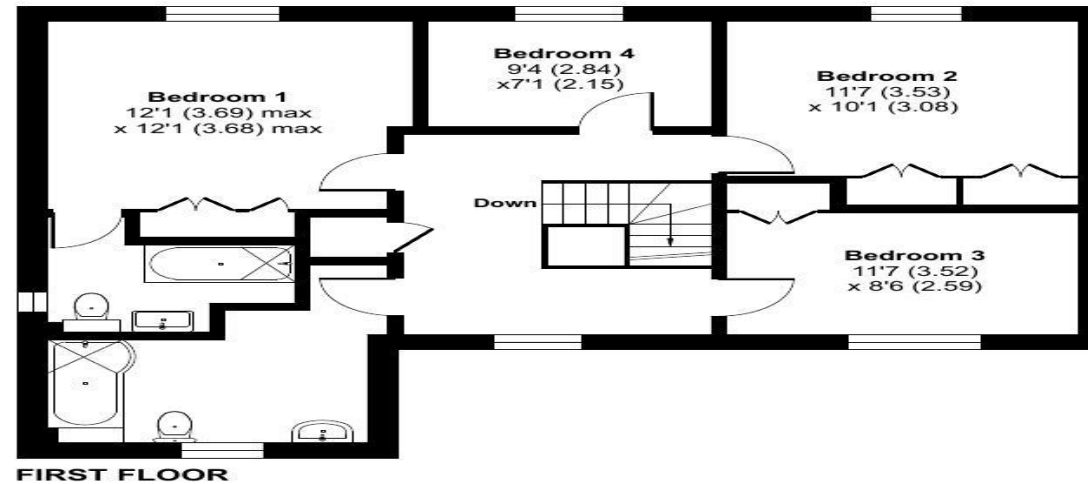 Bedroom 1
12'1 (3.69) max
x 12'1 (3.68) max
Bedroom 4
9'4 (2.84)
x7'1 (2.15)
Bedroom 2
11'7 (3.53)
x 10'1 (3.08)
Down
Bedroom 3
11'7 (3.52)
x 8'6 (2.59)
FIRST FLOOR